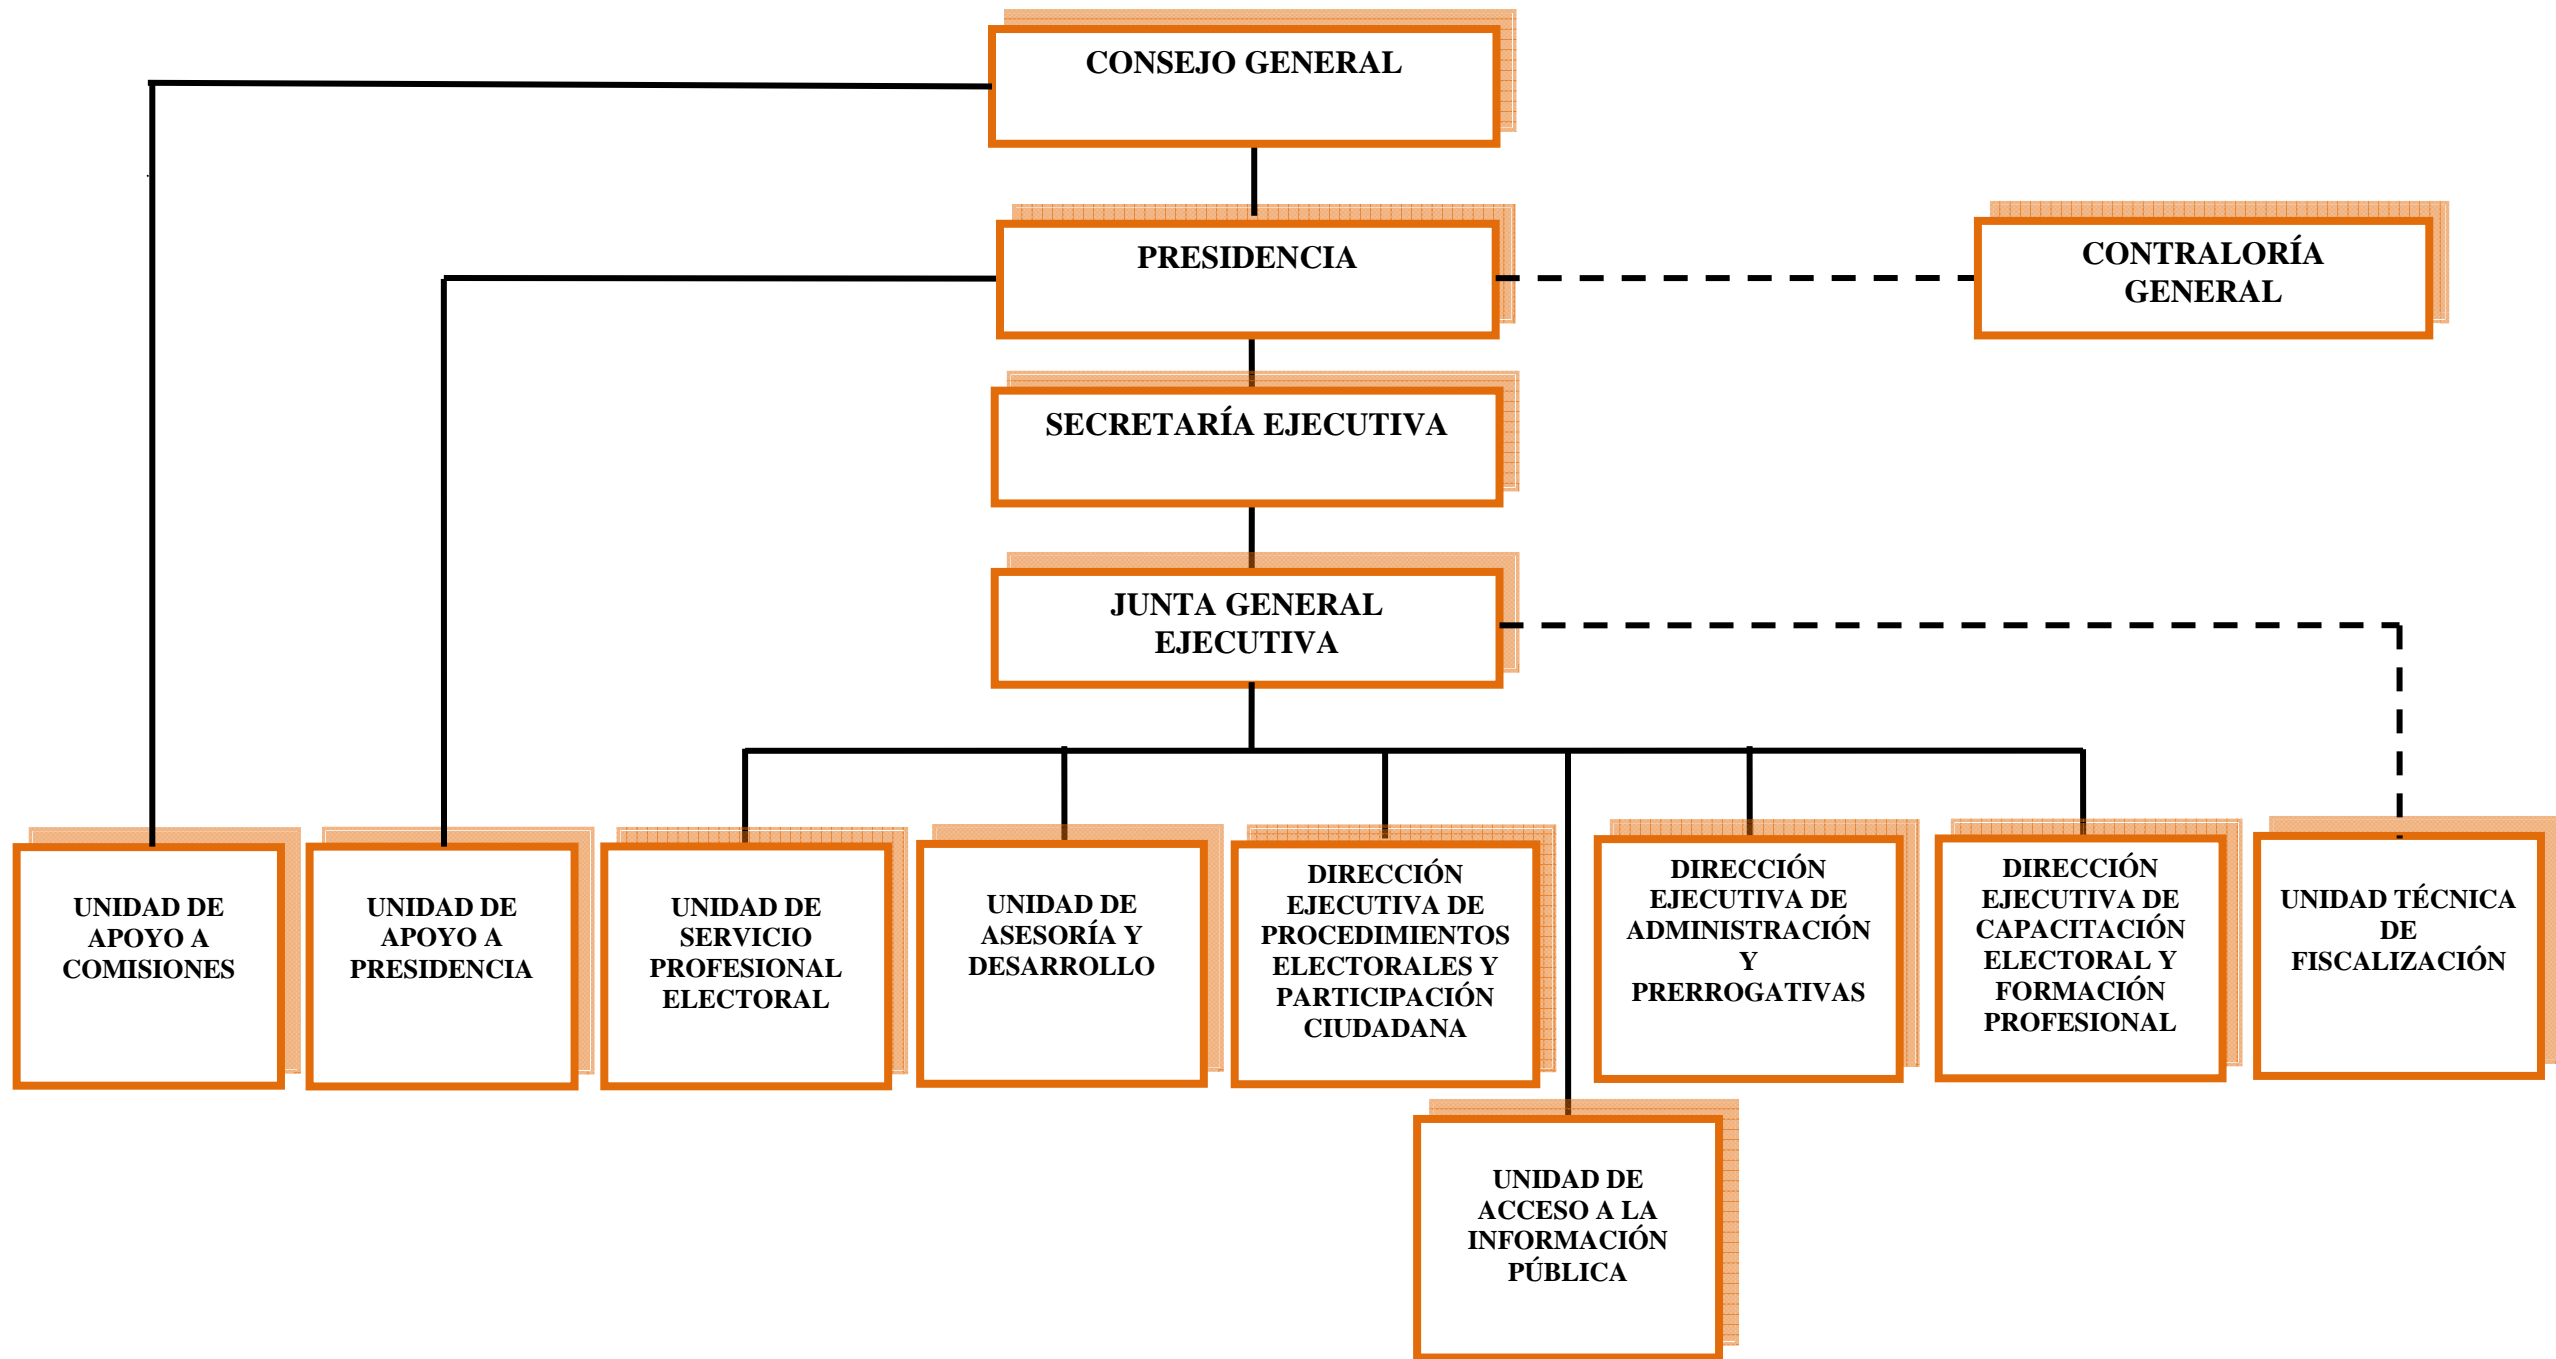 CONSEJO GENERAL
PRESIDENCIA
CONTRALORÍA
GENERAL
SECRETARÍA EJECUTIVA
JUNTA GENERAL
EJECUTIVA
UNIDAD DE
APOYO A
COMISIONES
UNIDAD DE
APOYO A
PRESIDENCIA
UNIDAD DE
SERVICIO
PROFESIONAL
ELECTORAL
UNIDAD DE
ASESORÍA Y
DESARROLLO
DIRECCIÓN
EJECUTIVA DE
PROCEDIMIENTOS
ELECTORALES Y
PARTICIPACIÓN
CIUDADANA
DIRECCIÓN
EJECUTIVA DE
ADMINISTRACIÓN
Y
PRERROGATIVAS
DIRECCIÓN
EJECUTIVA DE
CAPACITACIÓN
ELECTORAL Y
FORMACIÓN
PROFESIONAL
UNIDAD TÉCNICA
DE
FISCALIZACIÓN
UNIDAD DE
ACCESO A LA
INFORMACIÓN
PÚBLICA